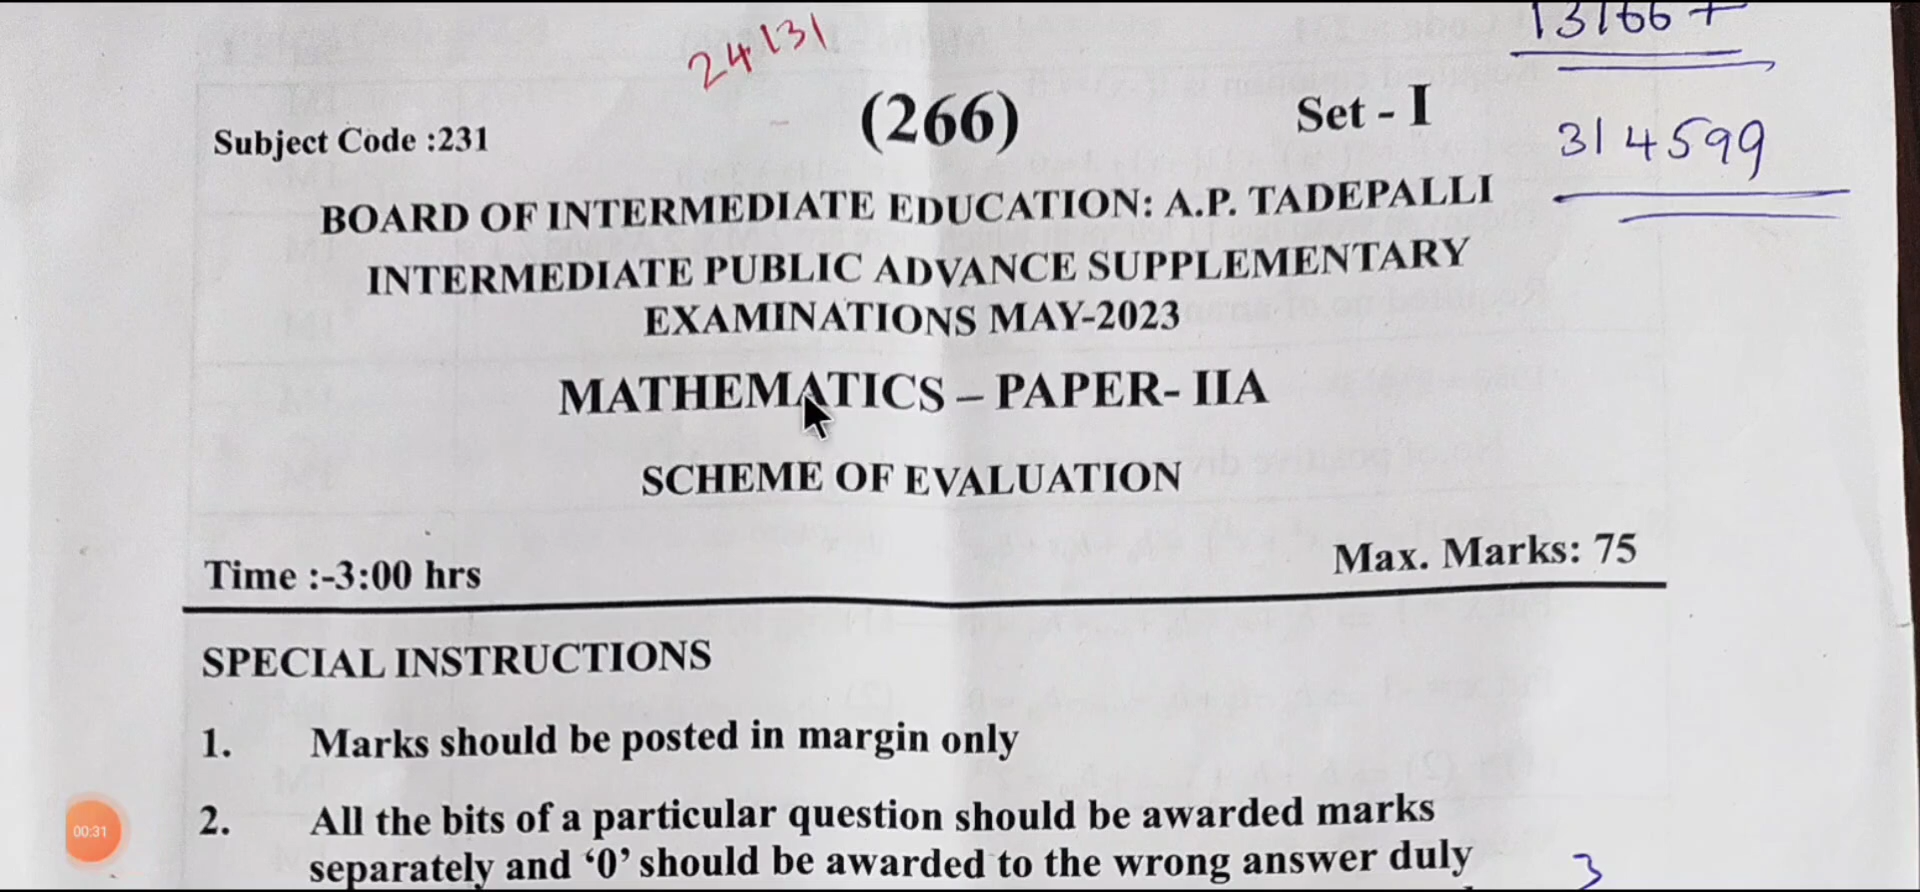 24131
13166 +
(266)
Set - I
Subject Code :231
314599
BOARD OF INTERMEDIATE EDUCATION: A.P. TADEPALLI
INTERMEDIATE PUBLIC ADVANCE SUPPLEMENTARY
EXAMINATIONS MAY-2023
MATHEMATICS – PAPER- IIA
SCHEME OF EVALUATION
Time :-3:00 hrs
Max. Marks: 75
SPECIAL INSTRUCTIONS
1. Marks should be posted in margin only
2. All the bits of a particular question should be awarded marks
separately and ‘0’ should be awarded to the wrong answer duly
3
00:31